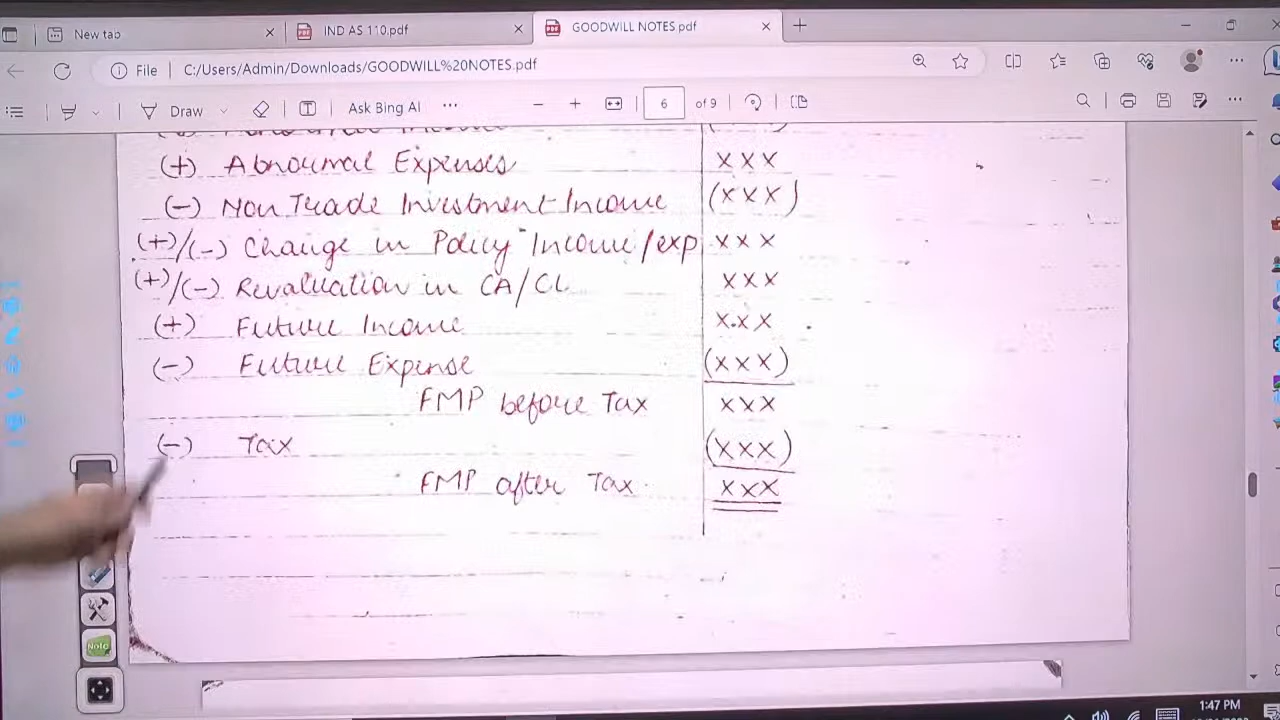 New tab
IND AS 110.pdf
GOODWILL NOTES.pdf
File C:/Users/Admin/Downloads/GOODWILL%20NOTES.pdf
Draw Ask Bing AI 6 of 9
(+) Abnormal Expenses XXX
(-) Non Trade Investment Income (XXX)
(+)/(-) Change in Policy Income/exp XXX
(+)/(-) Revaluation in CA/CL XXX
(+) Future Income XXX
(-) Future Expense (XXX)
FMP before Tax XXX
(-) Tax (XXX)
FMP after Tax XXX
Note
1:47 PM